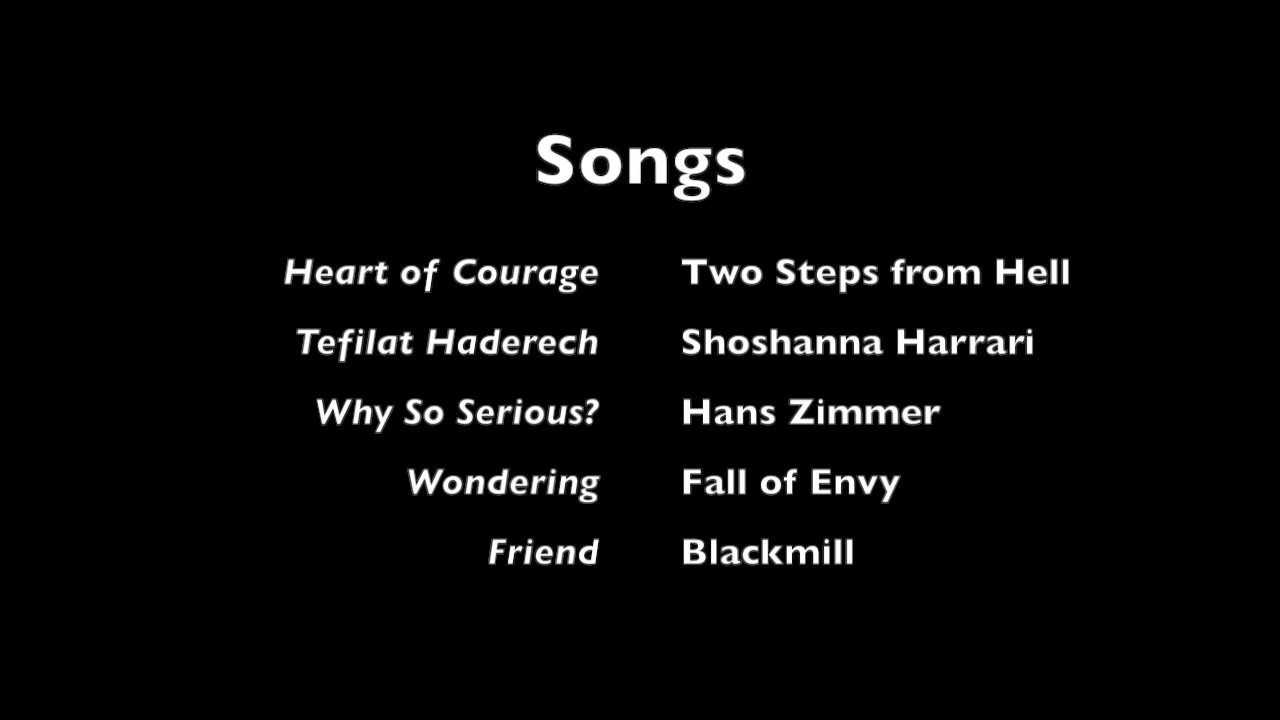 Songs
Heart of Courage Two Steps from Hell
Tefilat Haderech Shoshanna Harrari
Why So Serious? Hans Zimmer
Wondering Fall of Envy
Friend Blackmill